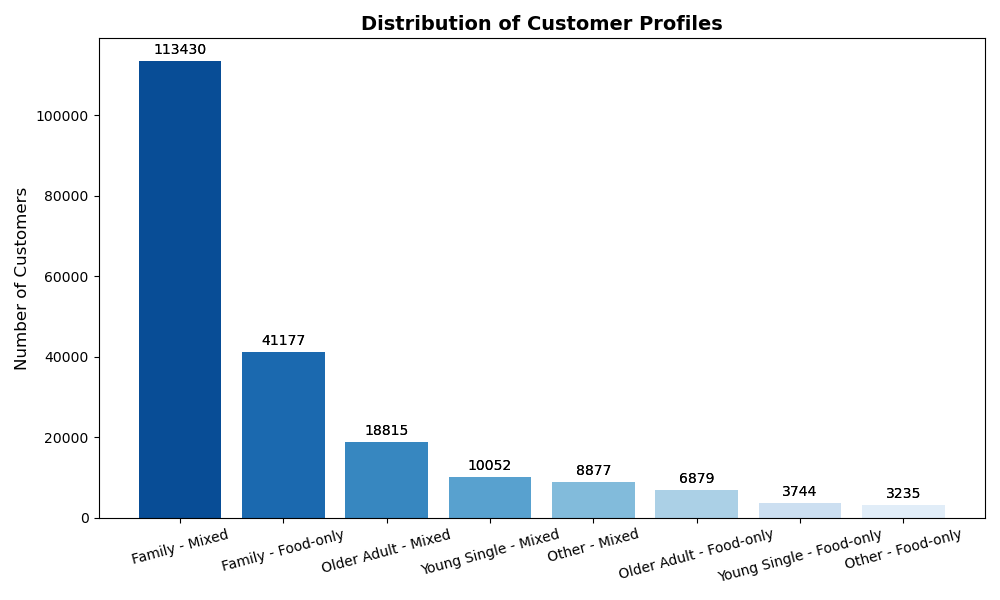 Distribution of Customer Profiles
Number of Customers
100000
80000
60000
40000
20000
0
113430
41177
18815
10052
8877
6879
3744
3235
Family - Mixed
Family - Food-only
Older Adult - Mixed
Young Single - Mixed
Other - Mixed
Older Adult - Food-only
Young Single - Food-only
Other - Food-only